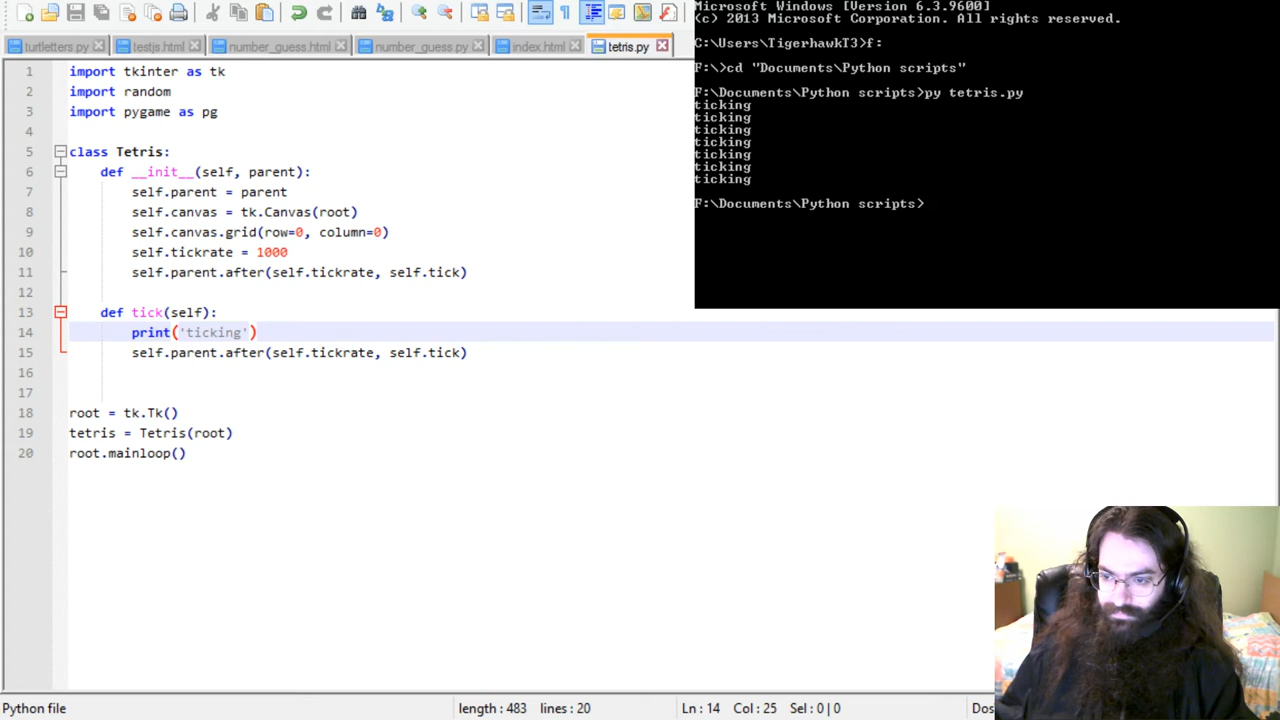 turtletters.py
testjs.html
number_guess.html
number_guess.py
index.html
tetris.py
1 import tkinter as tk
2 import random
3 import pygame as pg
4
5 class Tetris:
6 def __init__(self, parent):
7 self.parent = parent
8 self.canvas = tk.Canvas(root)
9 self.canvas.grid(row=0, column=0)
10 self.tickrate = 1000
11 self.parent.after(self.tickrate, self.tick)
12
13 def tick(self):
14 print('ticking')
15 self.parent.after(self.tickrate, self.tick)
16
17
18 root = tk.Tk()
19 tetris = Tetris(root)
20 root.mainloop()
Microsoft Windows [Version 6.3.9600]
(c) 2013 Microsoft Corporation. All rights reserved.
C:\Users\TigerhawkT3>f:
F:\>cd "Documents\Python scripts"
F:\Documents\Python scripts>py tetris.py
ticking
ticking
ticking
ticking
ticking
ticking
ticking
F:\Documents\Python scripts>
Python file
length : 483 lines : 20
Ln : 14 Col : 25 Sel : 0 | 0
Dos